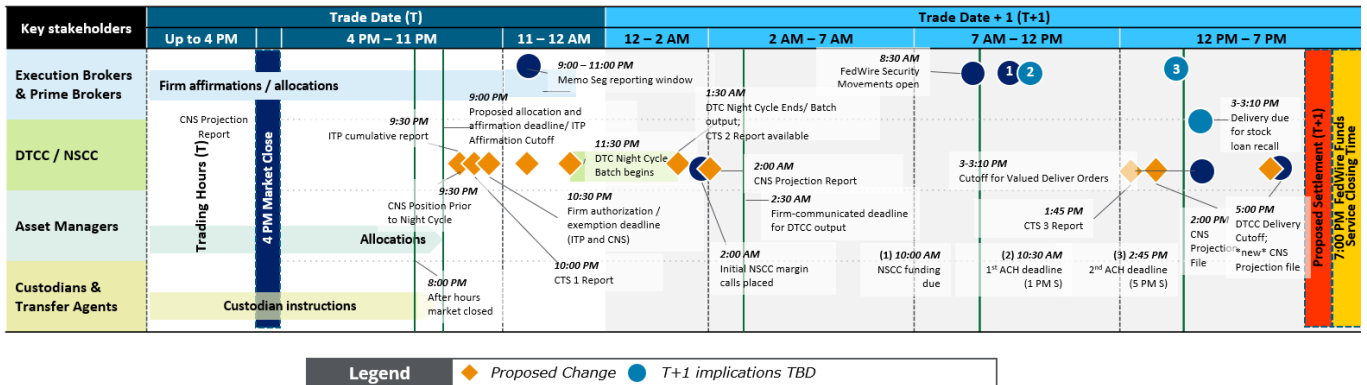 Key stakeholders
Trade Date (T)
Trade Date + 1 (T+1)
Up to 4 PM
4 PM – 11 PM
11 – 12 AM
12 – 2 AM
2 AM – 7 AM
7 AM – 12 PM
12 PM – 7 PM
Execution Brokers
& Prime Brokers
Firm affirmations / allocations
9:00 – 11:00 PM
Memo Seg reporting window
8:30 AM
FedWire Security
Movements open
1
2
3
DTCC / NSCC
CNS Projection
Report
9:30 PM
ITP cumulative report
9:00 PM
Proposed allocation and
affirmation deadline/ ITP
Affirmation Cutoff
1:30 AM
DTC Night Cycle Ends/ Batch
output;
CTS 2 Report available
3-3:10 PM
Delivery due
for stock
loan recall
11:30 PM
DTC Night Cycle
Batch begins
2:00 AM
CNS Projection Report
3-3:10 PM
Cutoff for Valued Deliver Orders
Asset Managers
Allocations
9:30 PM
CNS Position Prior
to Night Cycle
10:30 PM
Firm authorization /
exemption deadline
(ITP and CNS)
2:30 AM
Firm-communicated deadline
for DTCC output
1:45 PM
CTS 3 Report
2:00 PM
CNS
Projection
File
5:00 PM
DTCC Delivery
Cutoff;
*new* CNS
Projection file
Custodians &
Transfer Agents
Custodian instructions
8:00 PM
After hours
market closed
10:00 PM
CTS 1 Report
2:00 AM
Initial NSCC margin
calls placed
(1) 10:00 AM
NSCC funding
due
(2) 10:30 AM
1st ACH deadline
(1 PM S)
(3) 2:45 PM
2nd ACH deadline
(5 PM S)
Trading Hours (T)
4 PM Market Close
Proposed Settlement (T+1)
7:00 PM FedWire Funds
Service Closing Time
Legend
Proposed Change
T+1 implications TBD